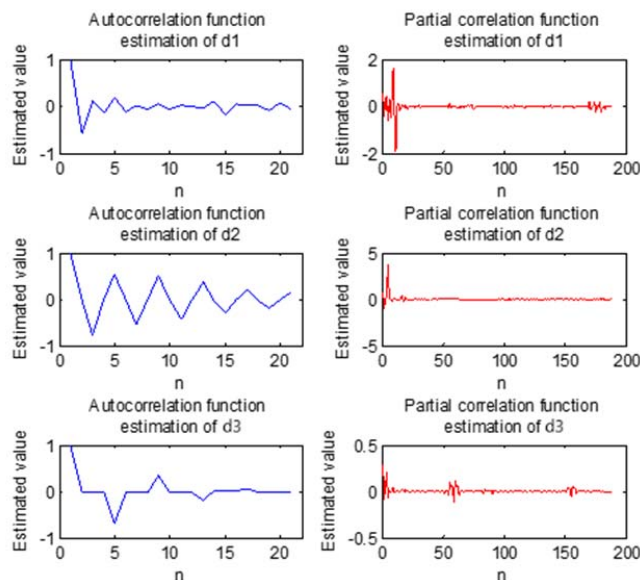 Autocorrelation function
estimation of d1
Estimated value
1
0
-1
0
5
10
15
20
n
Partial correlation function
estimation of d1
Estimated value
2
0
-2
0
50
100
150
200
n
Autocorrelation function
estimation of d2
Estimated value
1
0
-1
0
5
10
15
20
n
Partial correlation function
estimation of d2
Estimated value
5
0
-5
0
50
100
150
200
n
Autocorrelation function
estimation of d3
Estimated value
1
0
-1
0
5
10
15
20
n
Partial correlation function
estimation of d3
Estimated value
0.5
0
-0.5
0
50
100
150
200
n